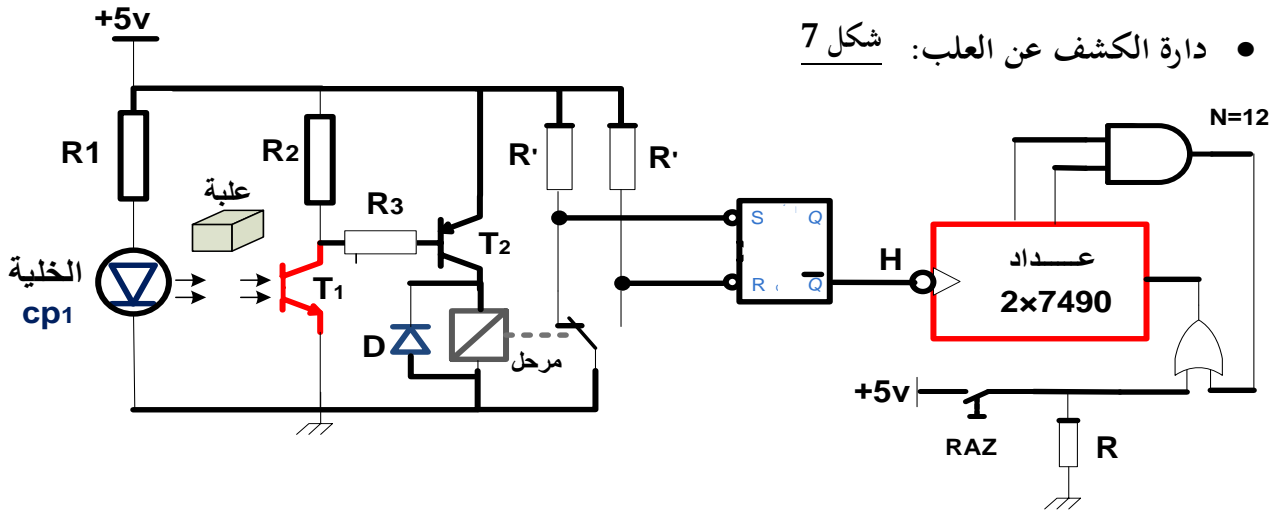 • دارة الكشف عن العلب: شكل 7
+5v
R1
R2
علبة
R3
T2
T1
الخلية
cp1
D
مرحل
R'
R'
S Q
R Q
H
عــــداد
2×7490
N=12
+5v
RAZ
R